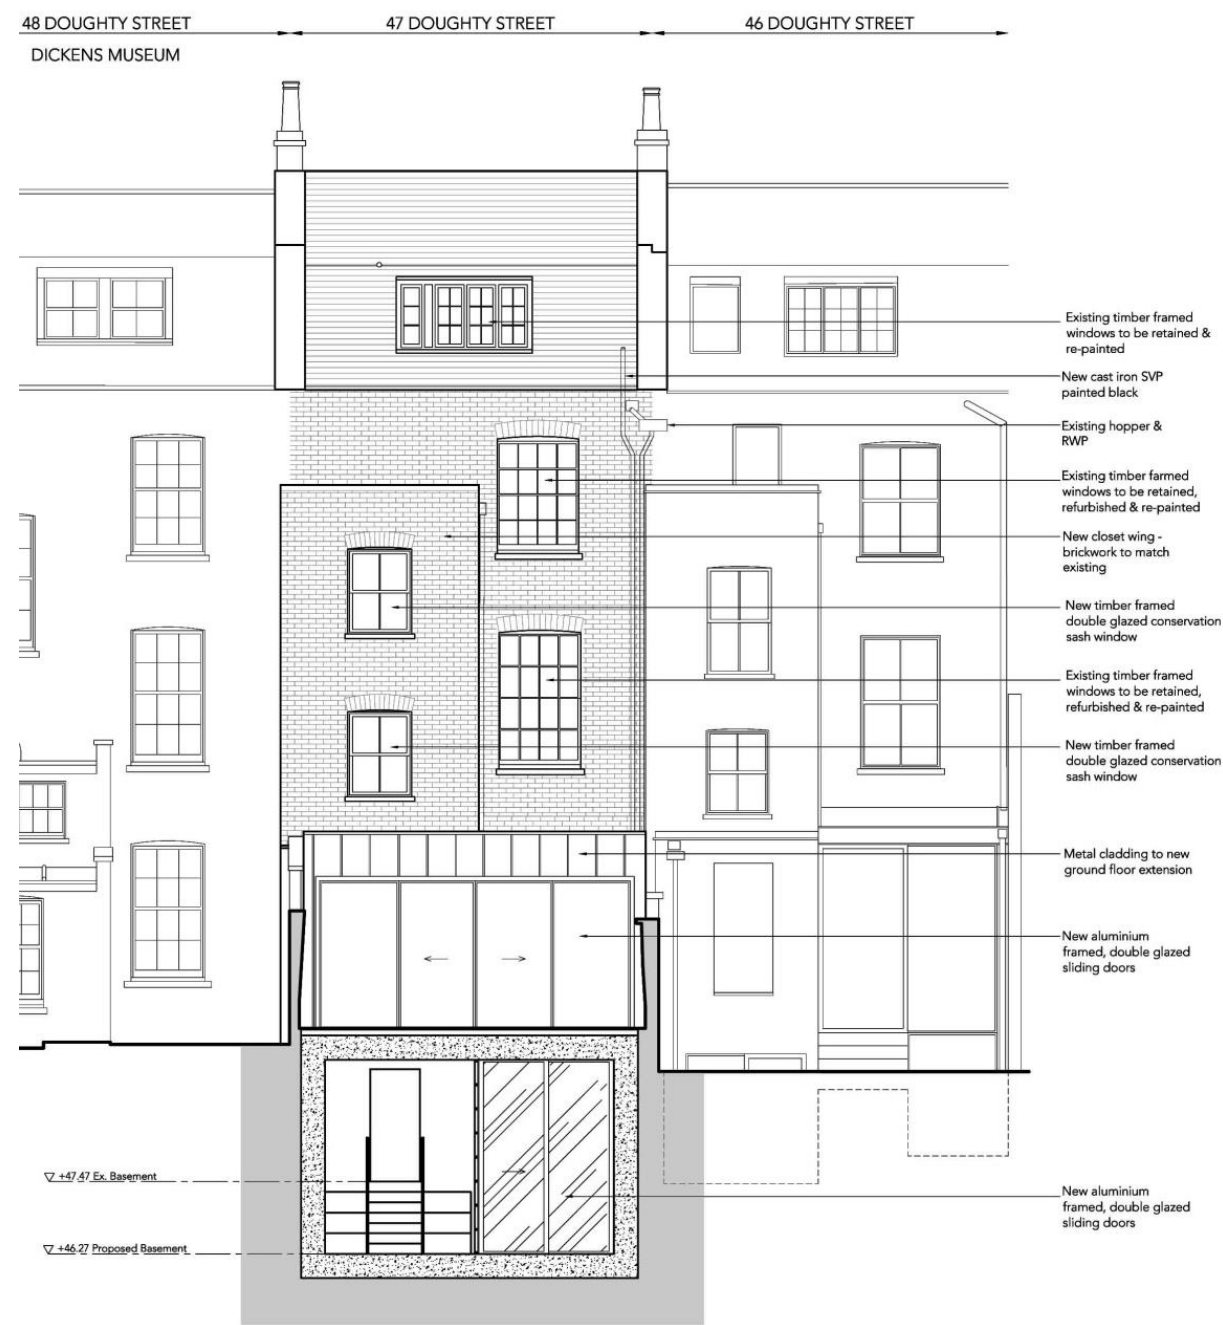 48 DOUGHTY STREET
47 DOUGHTY STREET
46 DOUGHTY STREET
DICKENS MUSEUM
Existing timber framed
windows to be retained &
re-painted
New cast iron SVP
painted black
Existing hopper &
RWP
Existing timber farmed
windows to be retained,
refurbished & re-painted
New closet wing -
brickwork to match
existing
New timber framed
double glazed conservation
sash window
Existing timber framed
windows to be retained,
refurbished & re-painted
New timber framed
double glazed conservation
sash window
Metal cladding to new
ground floor extension
New aluminium
framed, double glazed
sliding doors
+47.47 Ex. Basement
New aluminium
framed, double glazed
sliding doors
+46.27 Proposed Basement